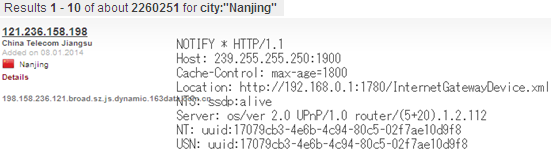 Results 1 - 10 of about 2260251 for city:"Nanjing"
121.236.158.198
China Telecom Jiangsu
Added on 08.01.2014
Nanjing
Details
198.158.236.121.broad.sz.js.dynamic.163data.com.cn
NOTIFY * HTTP/1.1
Host: 239.255.255.250:1900
Cache-Control: max-age=1800
Location: http://192.168.0.1:1780/InternetGatewayDevice.xml
NTS: ssdp:alive
Server: os/ver 2.0 UPnP/1.0 router/(5+20).1.2.112
NT: uuid:17079cb3-4e6b-4c94-80c5-02f7ae10d9f8
USN: uuid:17079cb3-4e6b-4c94-80c5-02f7ae10d9f8